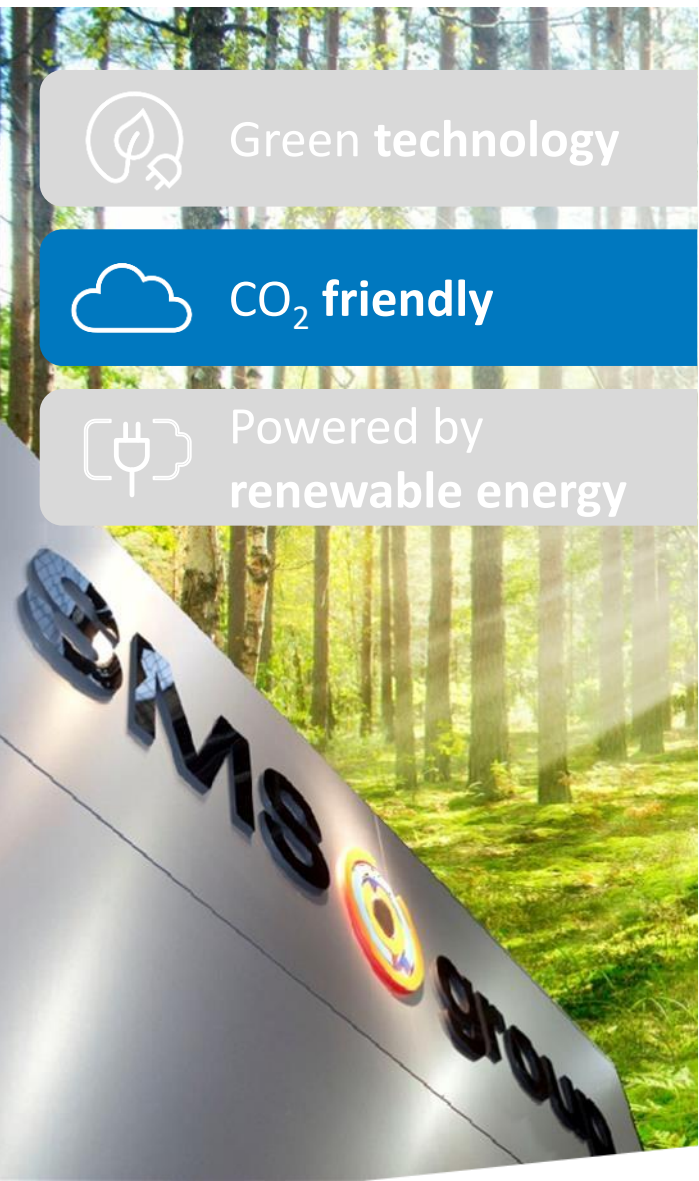 Green technology
CO₂ friendly
Powered by
renewable energy
SMS group